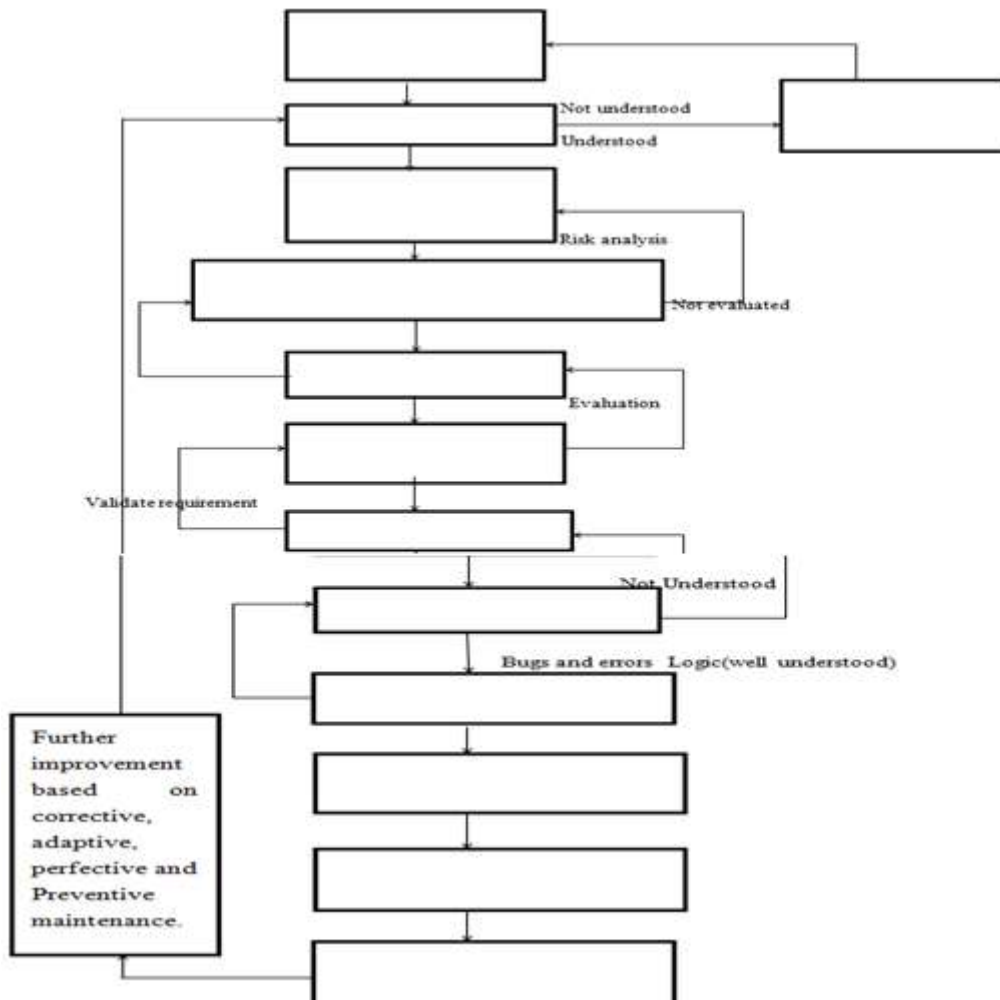 Not understood
Understood
Risk analysis
Not evaluated
Evaluation
Validate requirement
Not Understood
Bugs and errors Logic(well understood)
Further
improvement
based on
corrective,
adaptive,
perfective and
Preventive
maintenance.